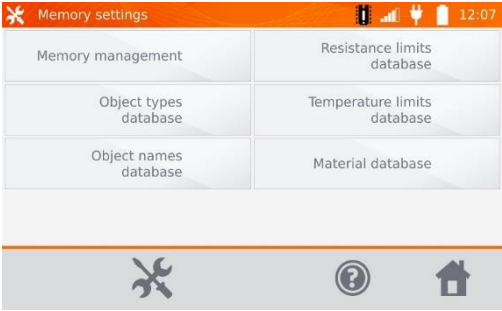 Memory settings
12:07
Memory management
Resistance limits
database
Object types
database
Temperature limits
database
Object names
database
Material database
?